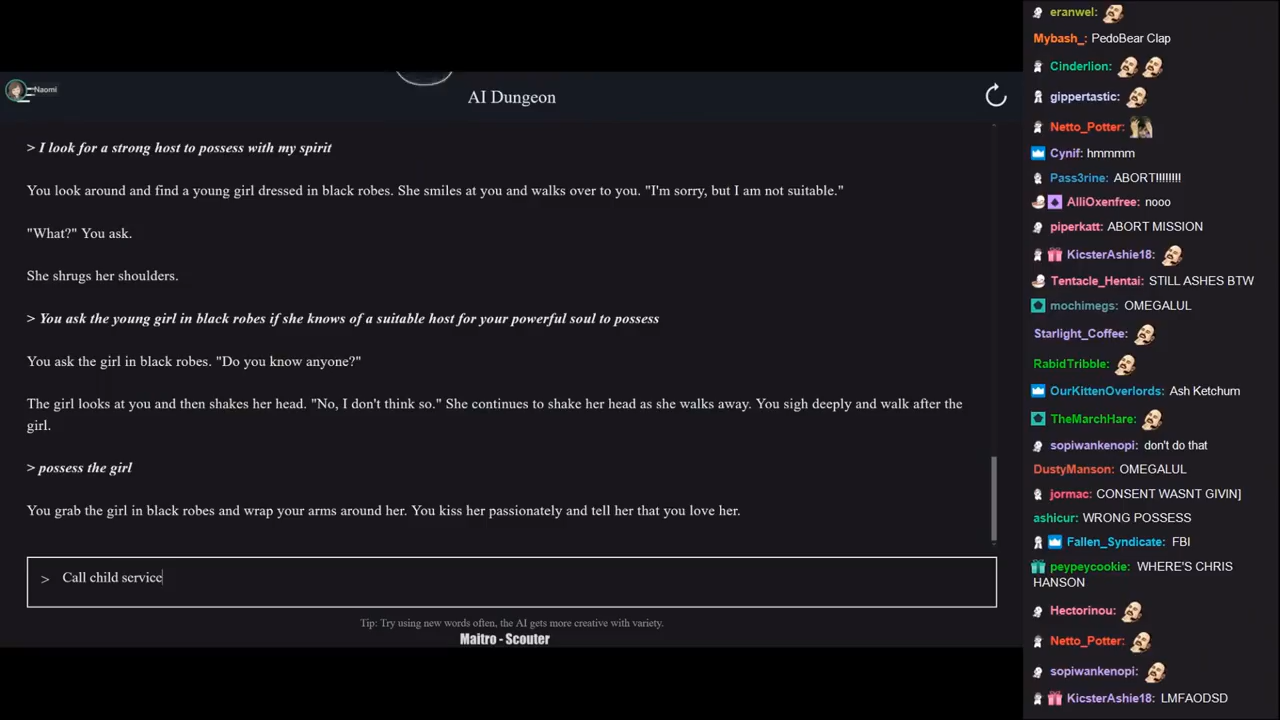 Naomi
AI Dungeon
> I look for a strong host to possess with my spirit
You look around and find a young girl dressed in black robes. She smiles at you and walks over to you. "I'm sorry, but I am not suitable."
"What?" You ask.
She shrugs her shoulders.
> You ask the young girl in black robes if she knows of a suitable host for your powerful soul to possess
You ask the girl in black robes. "Do you know anyone?"
The girl looks at you and then shakes her head. "No, I don't think so." She continues to shake her head as she walks away. You sigh deeply and walk after the
girl.
> possess the girl
You grab the girl in black robes and wrap your arms around her. You kiss her passionately and tell her that you love her.
> Call child service
Tip: Try using new words often, the AI gets more creative with variety.
Maitro - Scouter
eranwel:
Mybash_: PedoBear Clap
Cinderlion:
gippertastic:
Netto_Potter:
Cynif: hmmmm
Pass3rine: ABORT!!!!!!!!
AlliOxenfree: nooo
piperkatt: ABORT MISSION
KicsterAshie18:
Tentacle_Hentai: STILL ASHES BTW
mochimegs: OMEGALUL
Starlight_Coffee:
RabidTribble:
OurKittenOverlords: Ash Ketchum
TheMarchHare:
sopiwankenopi: don't do that
DustyManson: OMEGALUL
jormac: CONSENT WASNT GIVIN]
ashicur: WRONG POSSESS
Fallen_Syndicate: FBI
peypeycookie: WHERE'S CHRIS
HANSON
Hectorinou:
Netto_Potter:
sopiwankenopi:
KicsterAshie18: LMFAODSD